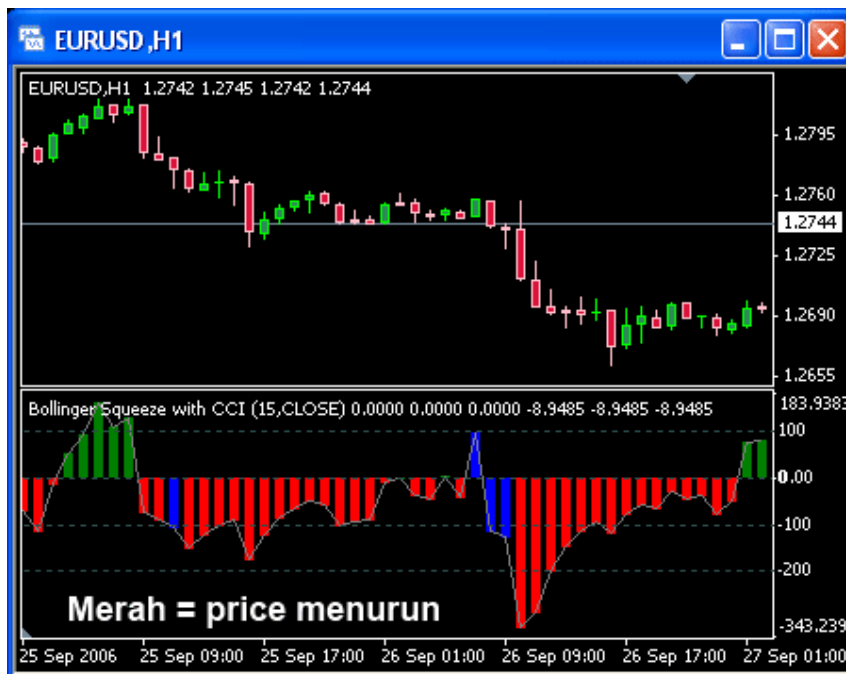 EURUSD,H1
EURUSD,H1 1.2742 1.2745 1.2742 1.2744
1.2795
1.2760
1.2744
1.2725
1.2690
1.2655
Bollinger Squeeze with CCI (15,CLOSE) 0.0000 0.0000 0.0000 -8.9485 -8.9485 -8.9485
183.9383
100
0.00
-100
-200
-343.239
Merah = price menurun
25 Sep 2006 25 Sep 09:00 25 Sep 17:00 26 Sep 01:00 26 Sep 09:00 26 Sep 17:00 27 Sep 01:00